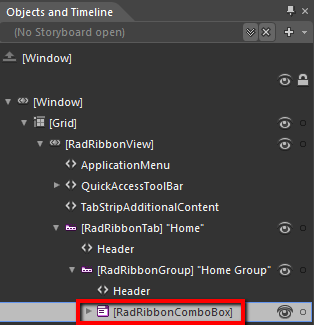 Objects and Timeline
(No Storyboard open)
[Window]
[Window]
[Grid]
[RadRibbonView]
ApplicationMenu
QuickAccessToolBar
TabStripAdditionalContent
[RadRibbonTab] "Home"
Header
[RadRibbonGroup] "Home Group"
Header
[RadRibbonComboBox]